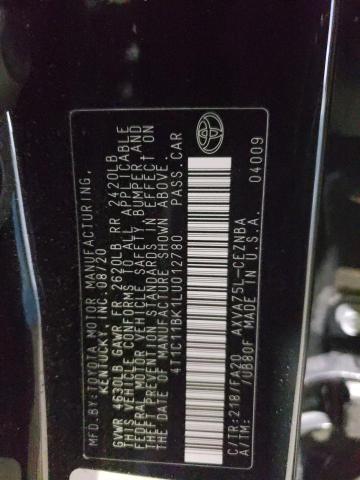 MFD. BY: TOYOTA MOTOR MANUFACTURING,
KENTUCKY, INC. 08/20
GVWR 4630LB GAWR FR 2620LB RR 2420LB
THIS VEHICLE CONFORMS TO ALL APPLICABLE
FEDERAL MOTOR VEHICLE SAFETY, BUMPER, AND
THEFT PREVENTION STANDARDS IN EFFECT ON
THE DATE OF MANUFACTURE SHOWN ABOVE.
4T1C11BK1LU012780 PASS. CAR
C/TR: 218/FA20 AXVA75L-CEZNBA
A/TM: /UB80F MADE IN U.S.A.
04009